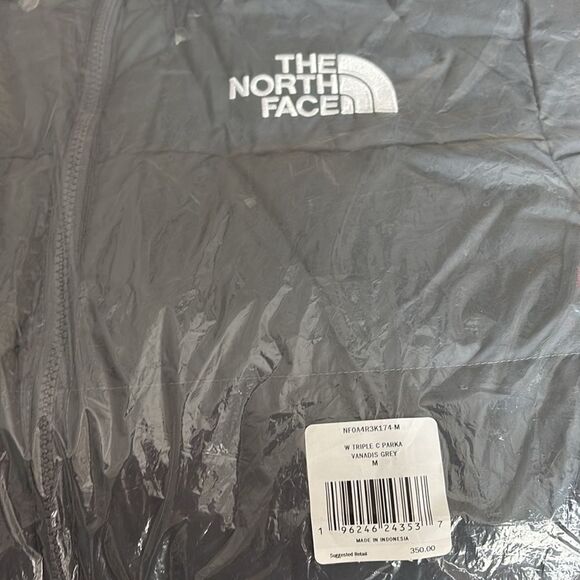 THE
NORTH
FACE
NF0A4R3K174-M
W TRIPLE C PARKA
VANADIS GREY
M
1 96246 24353 7
MADE IN INDONESIA
Suggested Retail 350.00